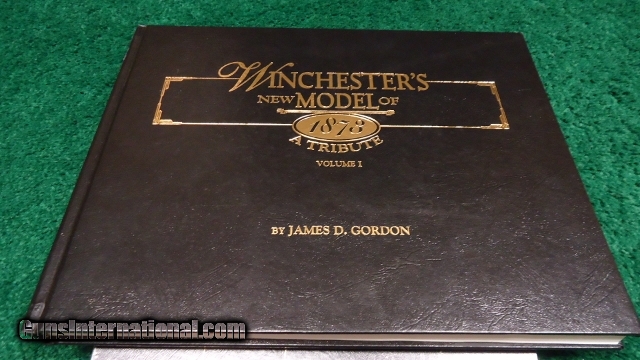 WINCHESTER'S
NEW MODEL OF
1873
A TRIBUTE
VOLUME I
BY JAMES D. GORDON
GunsInternational.com